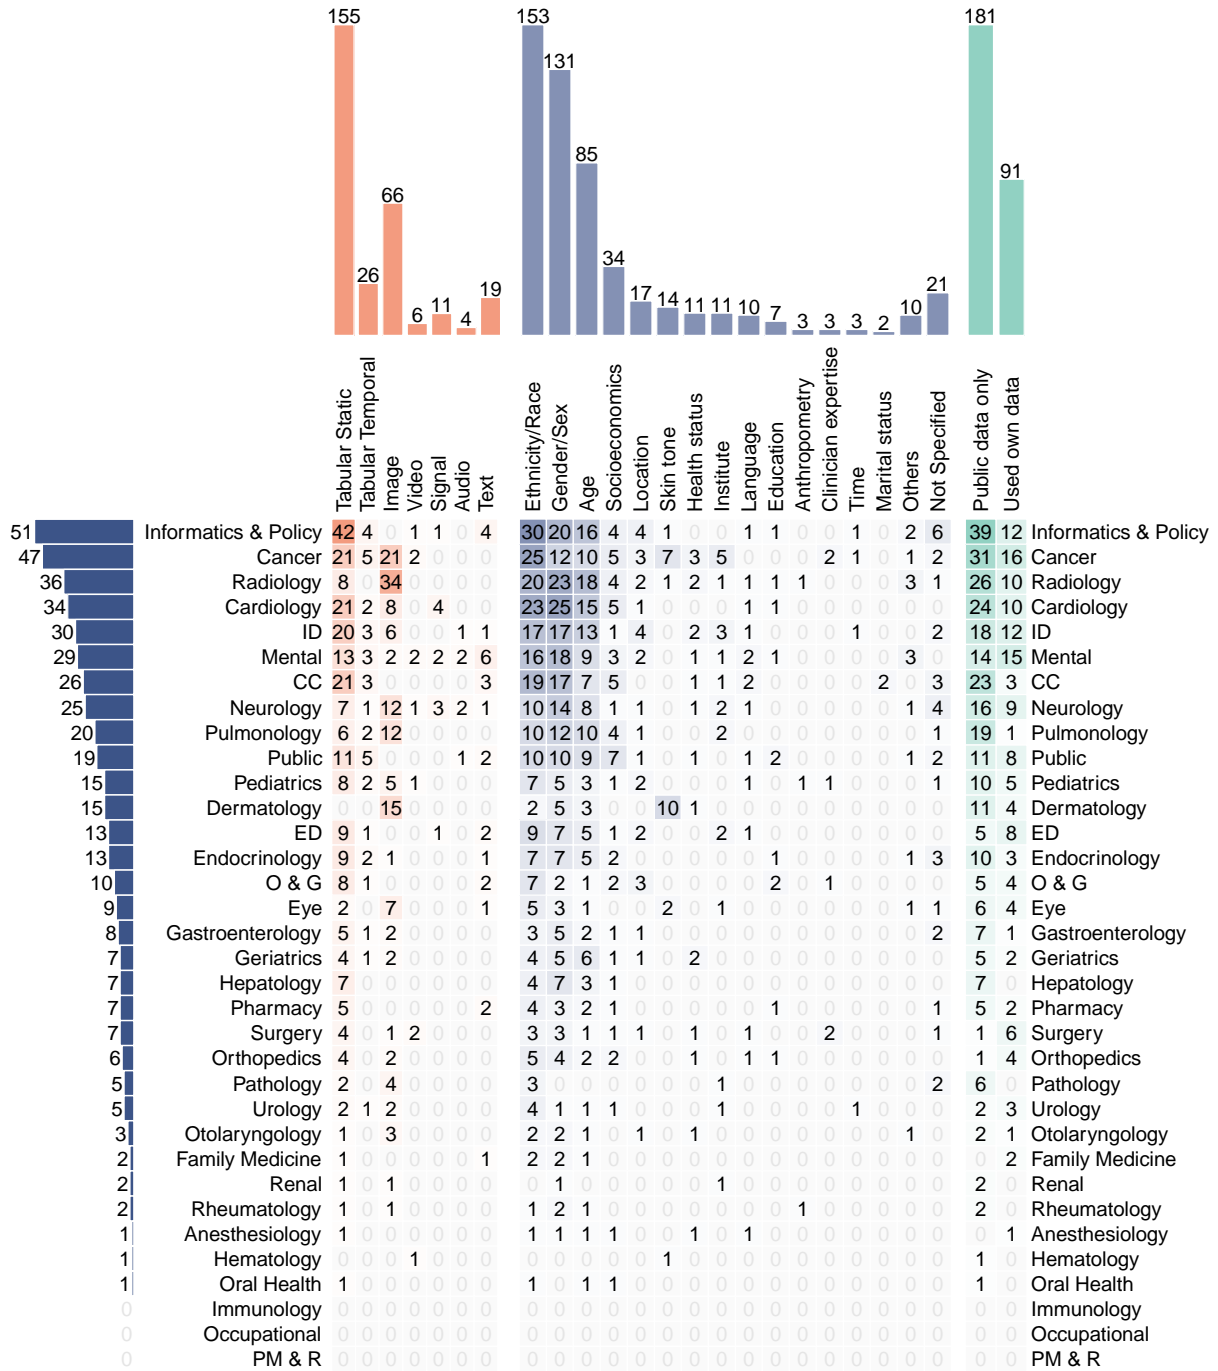 155
26
66
6
11
4
19
153
131
85
34
17
14
11
11
10
7
3
3
3
2
10
21
181
91
Tabular Static
Tabular Temporal
Image
Video
Signal
Audio
Text
Ethnicity/Race
Gender/Sex
Age
Socioeconomics
Location
Skin tone
Health status
Institute
Language
Education
Anthropometry
Clinician expertise
Time
Marital status
Others
Not Specified
Public data only
Used own data
51 Informatics & Policy 42 4 0 1 1 0 4 30 20 16 4 4 1 0 0 1 1 0 0 1 0 2 6 39 12 Informatics & Policy
47 Cancer 21 5 21 2 0 0 0 25 12 10 5 3 7 3 5 0 0 0 2 1 0 1 2 31 16 Cancer
36 Radiology 8 0 34 0 0 0 0 20 23 18 4 2 1 2 1 1 1 1 0 0 0 3 1 26 10 Radiology
34 Cardiology 21 2 8 0 4 0 0 23 25 15 5 1 0 0 0 1 1 0 0 0 0 0 0 24 10 Cardiology
30 ID 20 3 6 0 0 1 1 17 17 13 1 4 0 2 3 1 0 0 0 1 0 0 2 18 12 ID
29 Mental 13 3 2 2 2 2 6 16 18 9 3 2 0 1 1 2 1 0 0 0 0 3 0 14 15 Mental
26 CC 21 3 0 0 0 0 3 19 17 7 5 0 0 1 1 2 0 0 0 0 2 0 3 23 3 CC
25 Neurology 7 1 12 1 3 2 1 10 14 8 1 1 0 1 2 1 0 0 0 0 0 1 4 16 9 Neurology
20 Pulmonology 6 2 12 0 0 0 0 10 12 10 4 1 0 0 2 0 0 0 0 0 0 0 1 19 1 Pulmonology
19 Public 11 5 0 0 0 1 2 10 10 9 7 1 0 1 0 1 2 0 0 0 0 1 2 11 8 Public
15 Pediatrics 8 2 5 1 0 0 0 7 5 3 1 2 0 0 0 1 0 1 1 0 0 0 1 10 5 Pediatrics
15 Dermatology 0 0 15 0 0 0 0 2 5 3 0 0 10 1 0 0 0 0 0 0 0 0 0 11 4 Dermatology
13 ED 9 1 0 0 1 0 2 9 7 5 1 2 0 0 2 1 0 0 0 0 0 0 0 5 8 ED
13 Endocrinology 9 2 1 0 0 0 1 7 7 5 2 0 0 0 0 0 1 0 0 0 0 1 3 10 3 Endocrinology
10 O & G 8 1 0 0 0 0 2 7 2 1 2 3 0 0 0 0 2 0 1 0 0 0 0 5 4 O & G
9 Eye 2 0 7 0 0 0 1 5 3 1 0 0 2 0 1 0 0 0 0 0 0 1 1 6 4 Eye
8 Gastroenterology 5 1 2 0 0 0 0 3 5 2 1 1 0 0 0 0 0 0 0 0 0 0 2 7 1 Gastroenterology
7 Geriatrics 4 1 2 0 0 0 0 4 5 6 1 1 0 2 0 0 0 0 0 0 0 0 0 5 2 Geriatrics
7 Hepatology 7 0 0 0 0 0 0 4 7 3 1 0 0 0 0 0 0 0 0 0 0 0 0 7 0 Hepatology
7 Pharmacy 5 0 0 0 0 0 2 4 3 2 1 0 0 0 0 0 1 0 0 0 0 0 1 5 2 Pharmacy
7 Surgery 4 0 1 2 0 0 0 3 3 1 1 1 0 1 0 1 0 0 2 0 0 0 1 1 6 Surgery
6 Orthopedics 4 0 2 0 0 0 0 5 4 2 2 0 0 1 0 1 1 0 0 0 0 0 0 1 4 Orthopedics
5 Pathology 2 0 4 0 0 0 0 3 0 0 0 0 0 0 1 0 0 0 0 0 0 0 2 6 0 Pathology
5 Urology 2 1 2 0 0 0 0 4 1 1 1 0 0 0 1 0 0 0 0 1 0 0 0 2 3 Urology
3 Otolaryngology 1 0 3 0 0 0 0 2 2 1 0 1 0 1 0 0 0 0 0 0 0 1 0 2 1 Otolaryngology
2 Family Medicine 1 0 0 0 0 0 1 2 2 1 0 0 0 0 0 0 0 0 0 0 0 0 0 0 2 Family Medicine
2 Renal 1 0 1 0 0 0 0 0 1 0 0 0 0 0 1 0 0 0 0 0 0 0 0 2 0 Renal
2 Rheumatology 1 0 1 0 0 0 0 1 2 1 0 0 0 0 0 0 0 1 0 0 0 0 0 2 0 Rheumatology
1 Anesthesiology 1 0 0 0 0 0 0 1 1 1 1 0 0 1 0 1 0 0 0 0 0 0 0 0 1 Anesthesiology
1 Hematology 0 0 0 1 0 0 0 0 0 0 0 0 1 0 0 0 0 0 0 0 0 0 0 1 0 Hematology
1 Oral Health 1 0 0 0 0 0 0 1 0 1 1 0 0 0 0 0 0 0 0 0 0 0 0 1 0 Oral Health
0 Immunology 0 0 0 0 0 0 0 0 0 0 0 0 0 0 0 0 0 0 0 0 0 0 0 0 0 Immunology
0 Occupational 0 0 0 0 0 0 0 0 0 0 0 0 0 0 0 0 0 0 0 0 0 0 0 0 0 Occupational
0 PM & R 0 0 0 0 0 0 0 0 0 0 0 0 0 0 0 0 0 0 0 0 0 0 0 0 0 PM & R